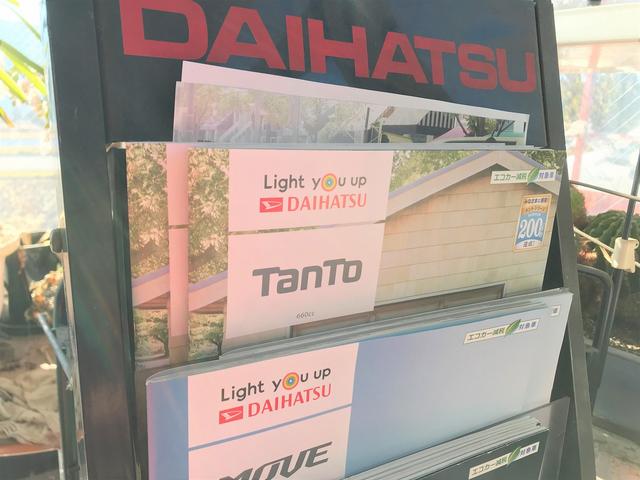 DAIHATSU
Light you up
DAIHATSU
エコカー減税 対象車
200
達成!
TanTo
660cc
エコカー減税 対象車
Light you up
DAIHATSU
MOVE
エコカー減税 対象車